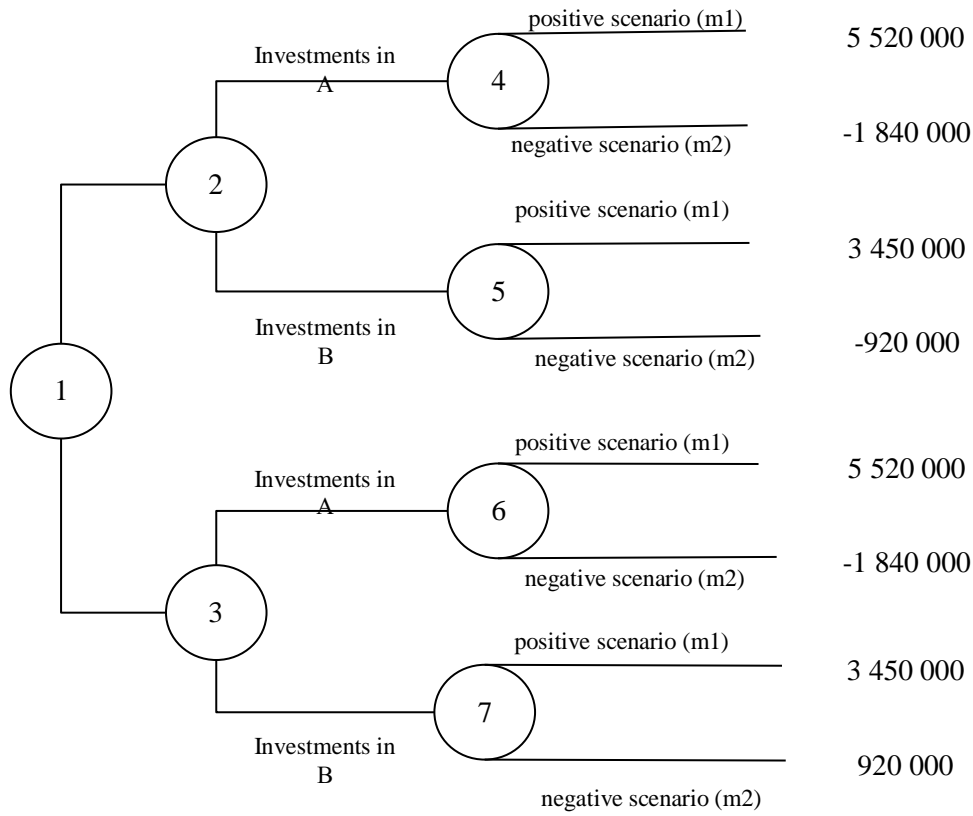 positive scenario (m1)
5 520 000
Investments in
A
4
-1 840 000
negative scenario (m2)
2
positive scenario (m1)
3 450 000
5
Investments in
B
-920 000
negative scenario (m2)
1
positive scenario (m1)
5 520 000
Investments in
A
6
-1 840 000
negative scenario (m2)
3
positive scenario (m1)
3 450 000
7
Investments in
B
920 000
negative scenario (m2)